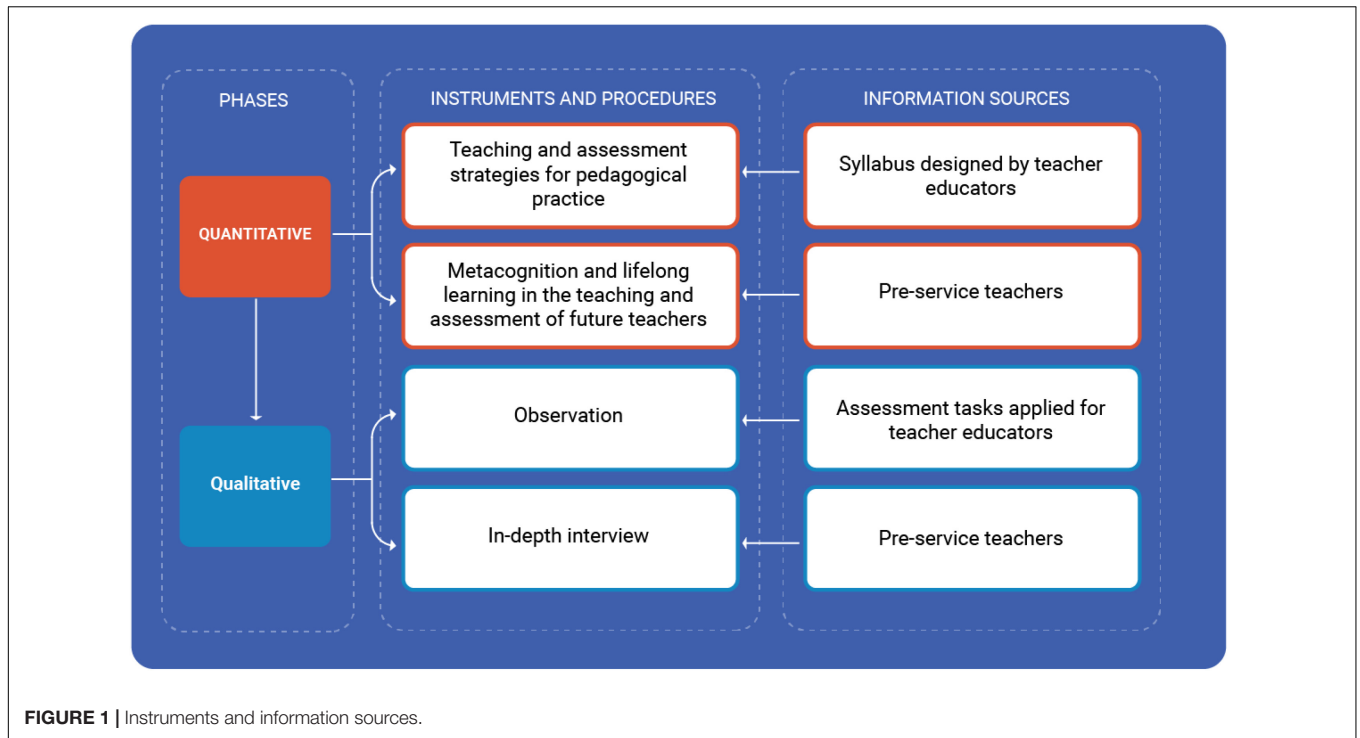 PHASES
INSTRUMENTS AND PROCEDURES
INFORMATION SOURCES
QUANTITATIVE
Teaching and assessment
strategies for pedagogical
practice
Syllabus designed by teacher
educators
Metacognition and lifelong
learning in the teaching and
assessment of future teachers
Pre-service teachers
Qualitative
Observation
Assessment tasks applied for
teacher educators
In-depth interview
Pre-service teachers
FIGURE 1 | Instruments and information sources.